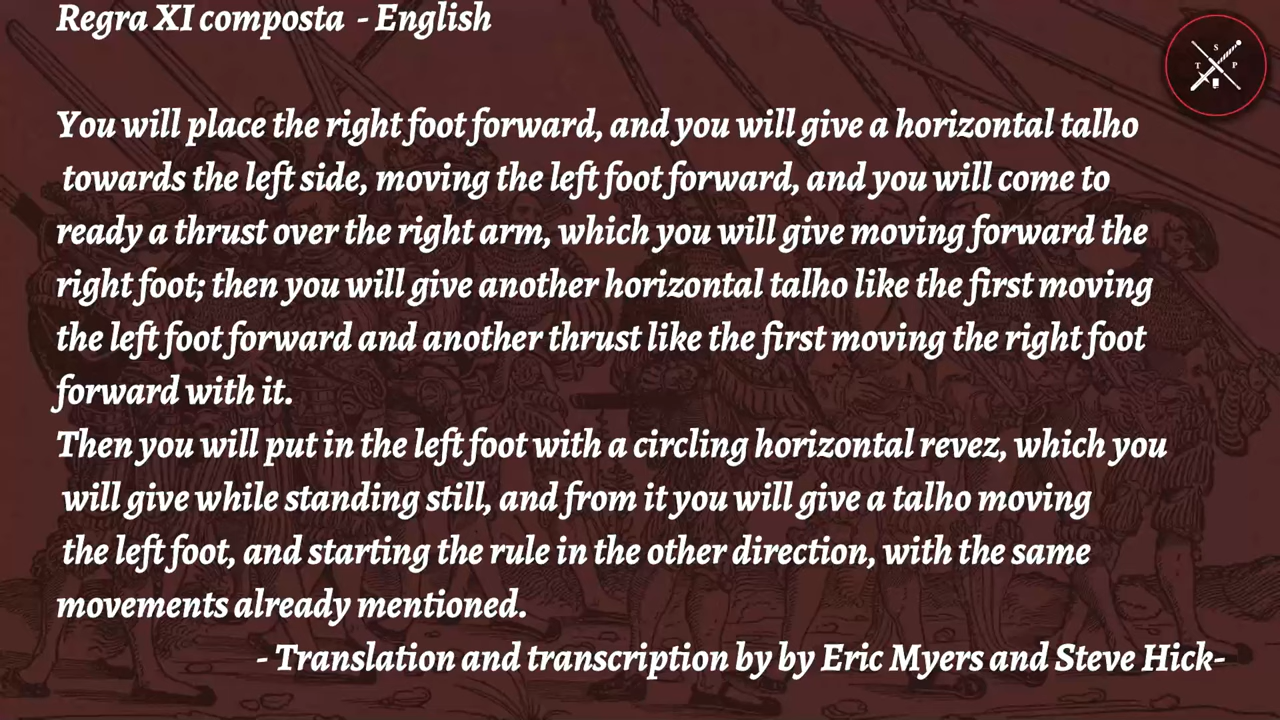 Regra XI composta - English
S
T P
You will place the right foot forward, and you will give a horizontal talho
towards the left side, moving the left foot forward, and you will come to
ready a thrust over the right arm, which you will give moving forward the
right foot; then you will give another horizontal talho like the first moving
the left foot forward and another thrust like the first moving the right foot
forward with it.
Then you will put in the left foot with a circling horizontal revez, which you
will give while standing still, and from it you will give a talho moving
the left foot, and starting the rule in the other direction, with the same
movements already mentioned.
- Translation and transcription by by Eric Myers and Steve Hick-